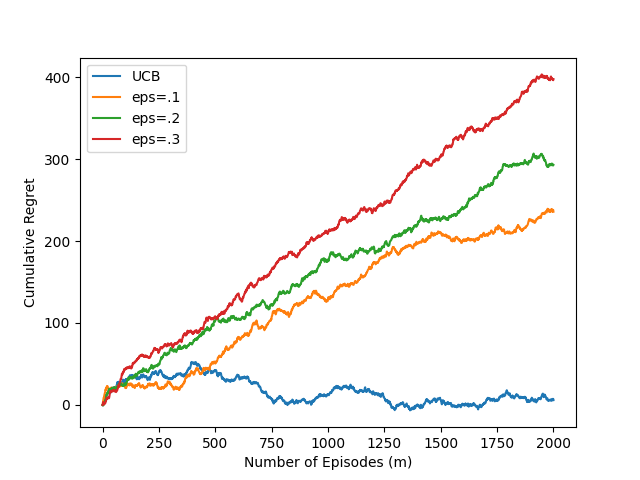 UCB
eps=.1
eps=.2
eps=.3
Cumulative Regret
400
300
200
100
0
0 250 500 750 1000 1250 1500 1750 2000
Number of Episodes (m)